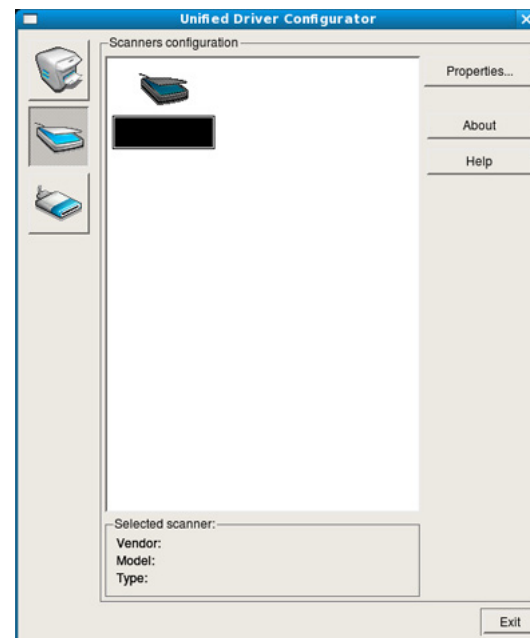 Unified Driver Configurator
Scanners configuration
Properties...
About
Help
Selected scanner:
Vendor:
Model:
Type:
Exit